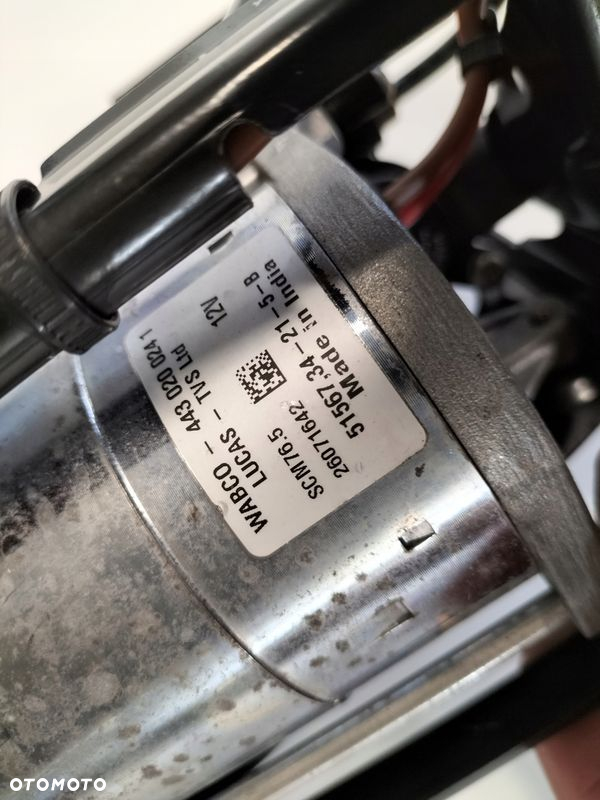 WABCO – 443 020 024 1
LUCAS – TVS Ltd 12V
SCM76.5
26071642
51567,34-21-5-B
Made in India
OTOMOTO